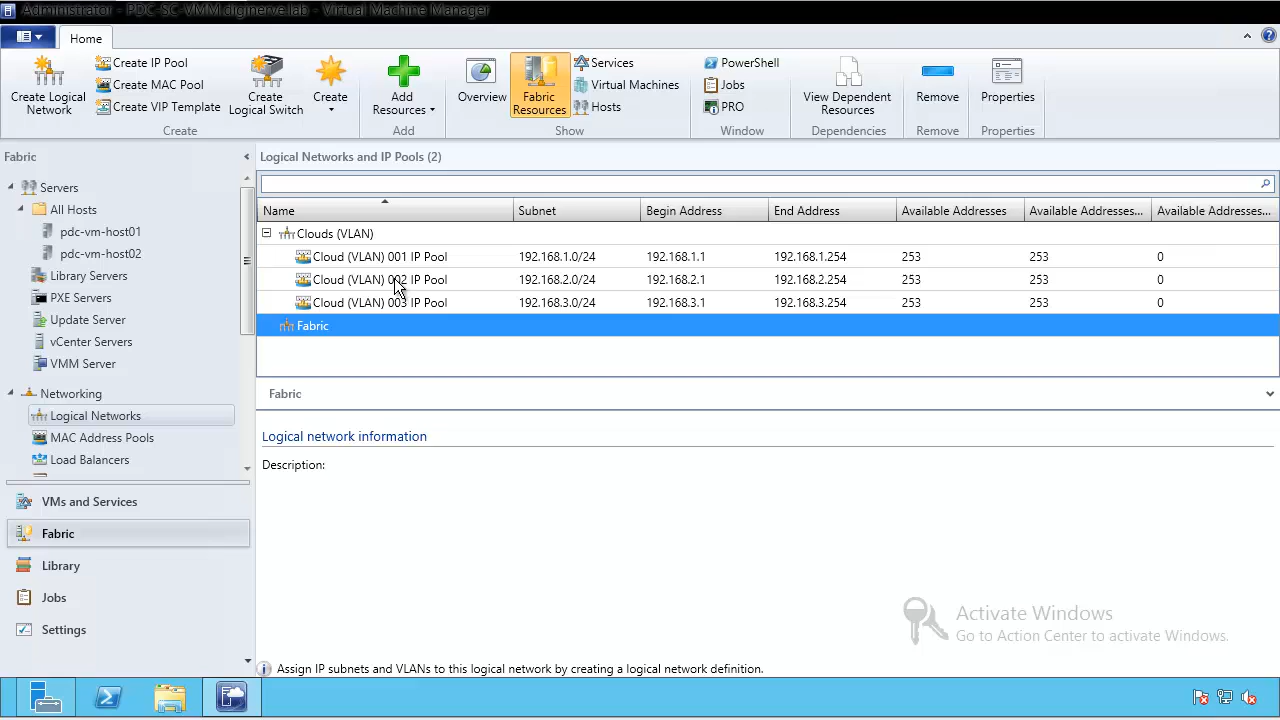 Administrator - PDC-SC-VMM.diginerve.lab - Virtual Machine Manager
Home
Create Logical Network
Create IP Pool
Create MAC Pool
Create VIP Template
Create Logical Switch
Create
Create
Add Resources
Add
Overview
Fabric Resources
Services
Virtual Machines
Hosts
Show
PowerShell
Jobs
PRO
Window
View Dependent Resources
Dependencies
Remove
Remove
Properties
Properties
Fabric
Servers
All Hosts
pdc-vm-host01
pdc-vm-host02
Library Servers
PXE Servers
Update Server
vCenter Servers
VMM Server
Networking
Logical Networks
MAC Address Pools
Load Balancers
VMs and Services
Fabric
Library
Jobs
Settings
Logical Networks and IP Pools (2)
Name Subnet Begin Address End Address Available Addresses Available Addresses... Available Addresses...
Clouds (VLAN)
Cloud (VLAN) 001 IP Pool 192.168.1.0/24 192.168.1.1 192.168.1.254 253 253 0
Cloud (VLAN) 002 IP Pool 192.168.2.0/24 192.168.2.1 192.168.2.254 253 253 0
Cloud (VLAN) 003 IP Pool 192.168.3.0/24 192.168.3.1 192.168.3.254 253 253 0
Fabric
Fabric
Logical network information
Description:
Activate Windows
Go to Action Center to activate Windows.
Assign IP subnets and VLANs to this logical network by creating a logical network definition.